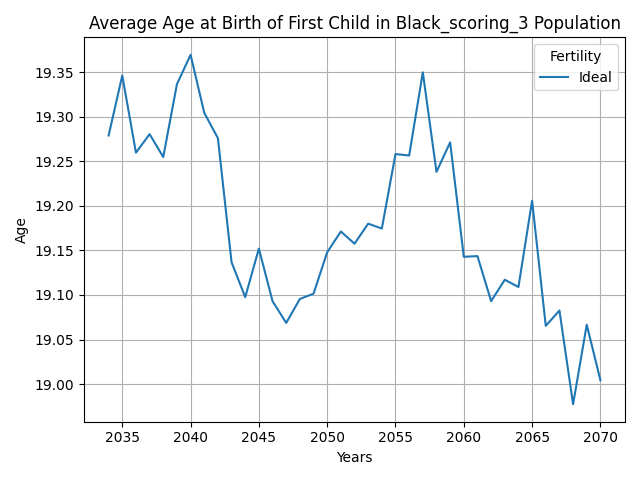 Average Age at Birth of First Child in Black_scoring_3 Population
Fertility
Ideal
19.35
19.30
19.25
19.20
19.15
19.10
19.05
19.00
Age
2035 2040 2045 2050 2055 2060 2065 2070
Years